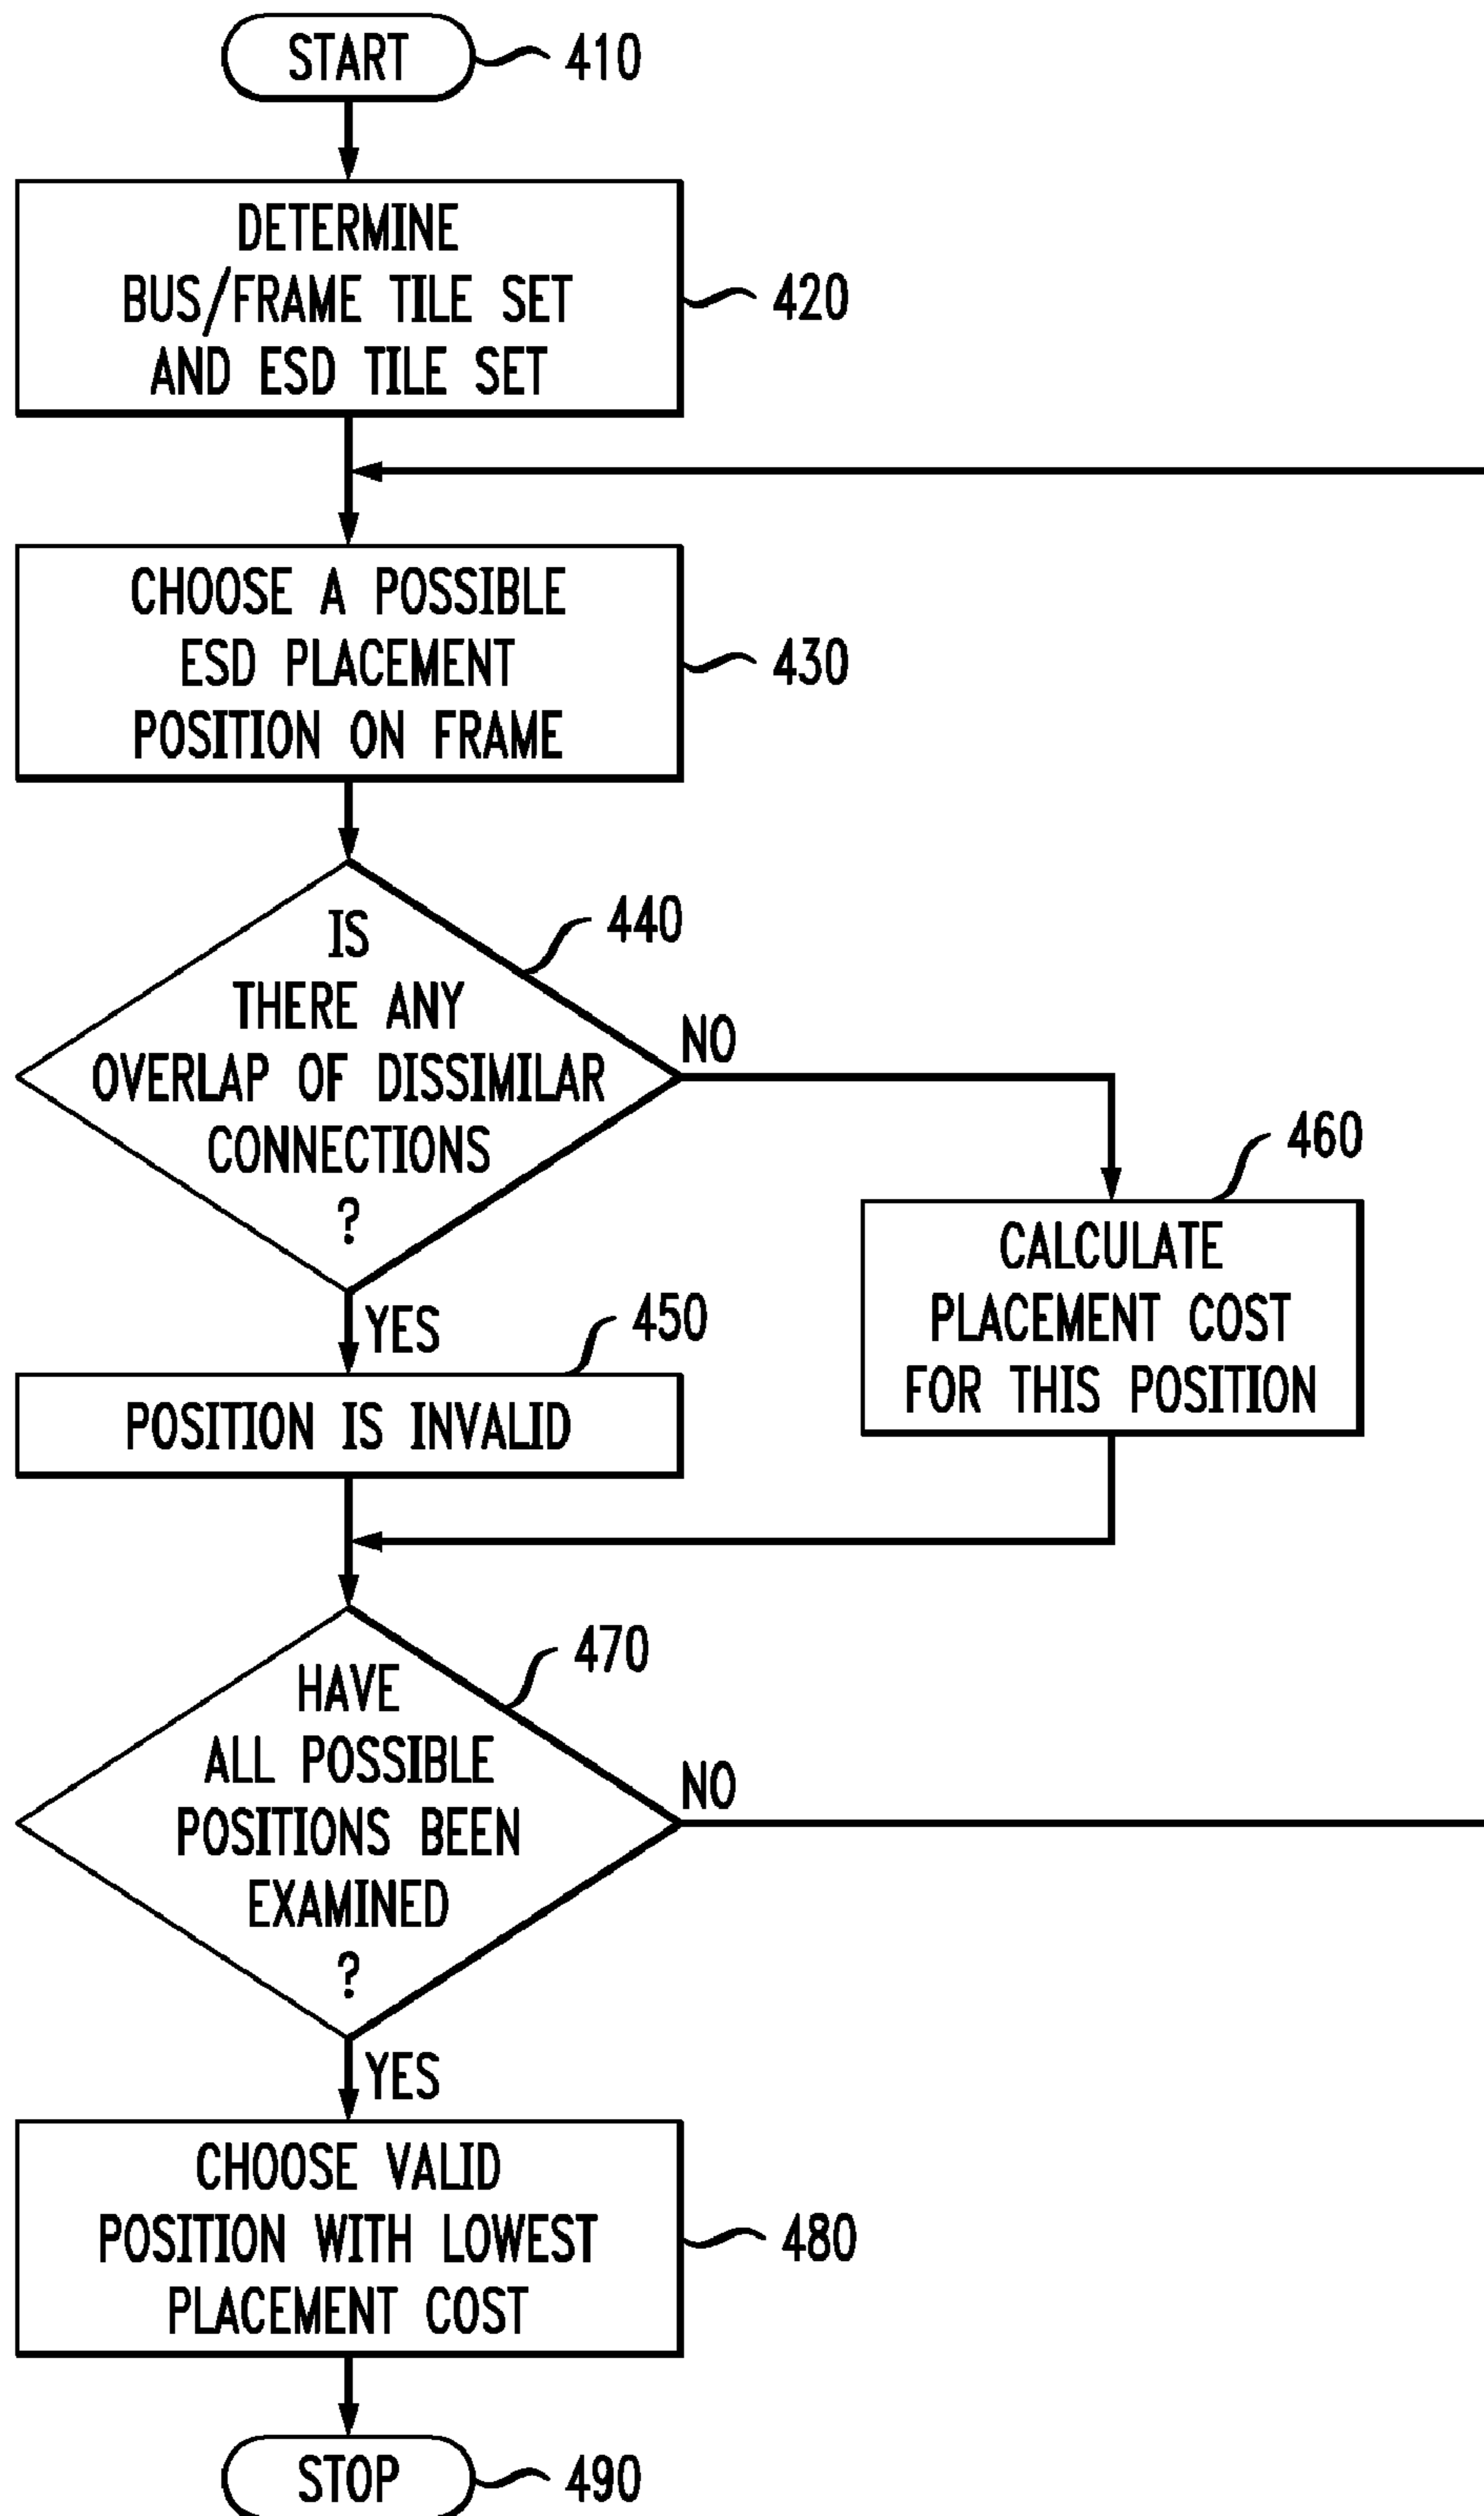 START
410
DETERMINE
BUS/FRAME TILE SET
AND ESD TILE SET
420
CHOOSE A POSSIBLE
ESD PLACEMENT
POSITION ON FRAME
430
IS
THERE ANY
OVERLAP OF DISSIMILAR
CONNECTIONS
?
440
NO
YES
450
POSITION IS INVALID
460
CALCULATE
PLACEMENT COST
FOR THIS POSITION
HAVE
ALL POSSIBLE
POSITIONS BEEN
EXAMINED
?
470
NO
YES
CHOOSE VALID
POSITION WITH LOWEST
PLACEMENT COST
480
STOP
490